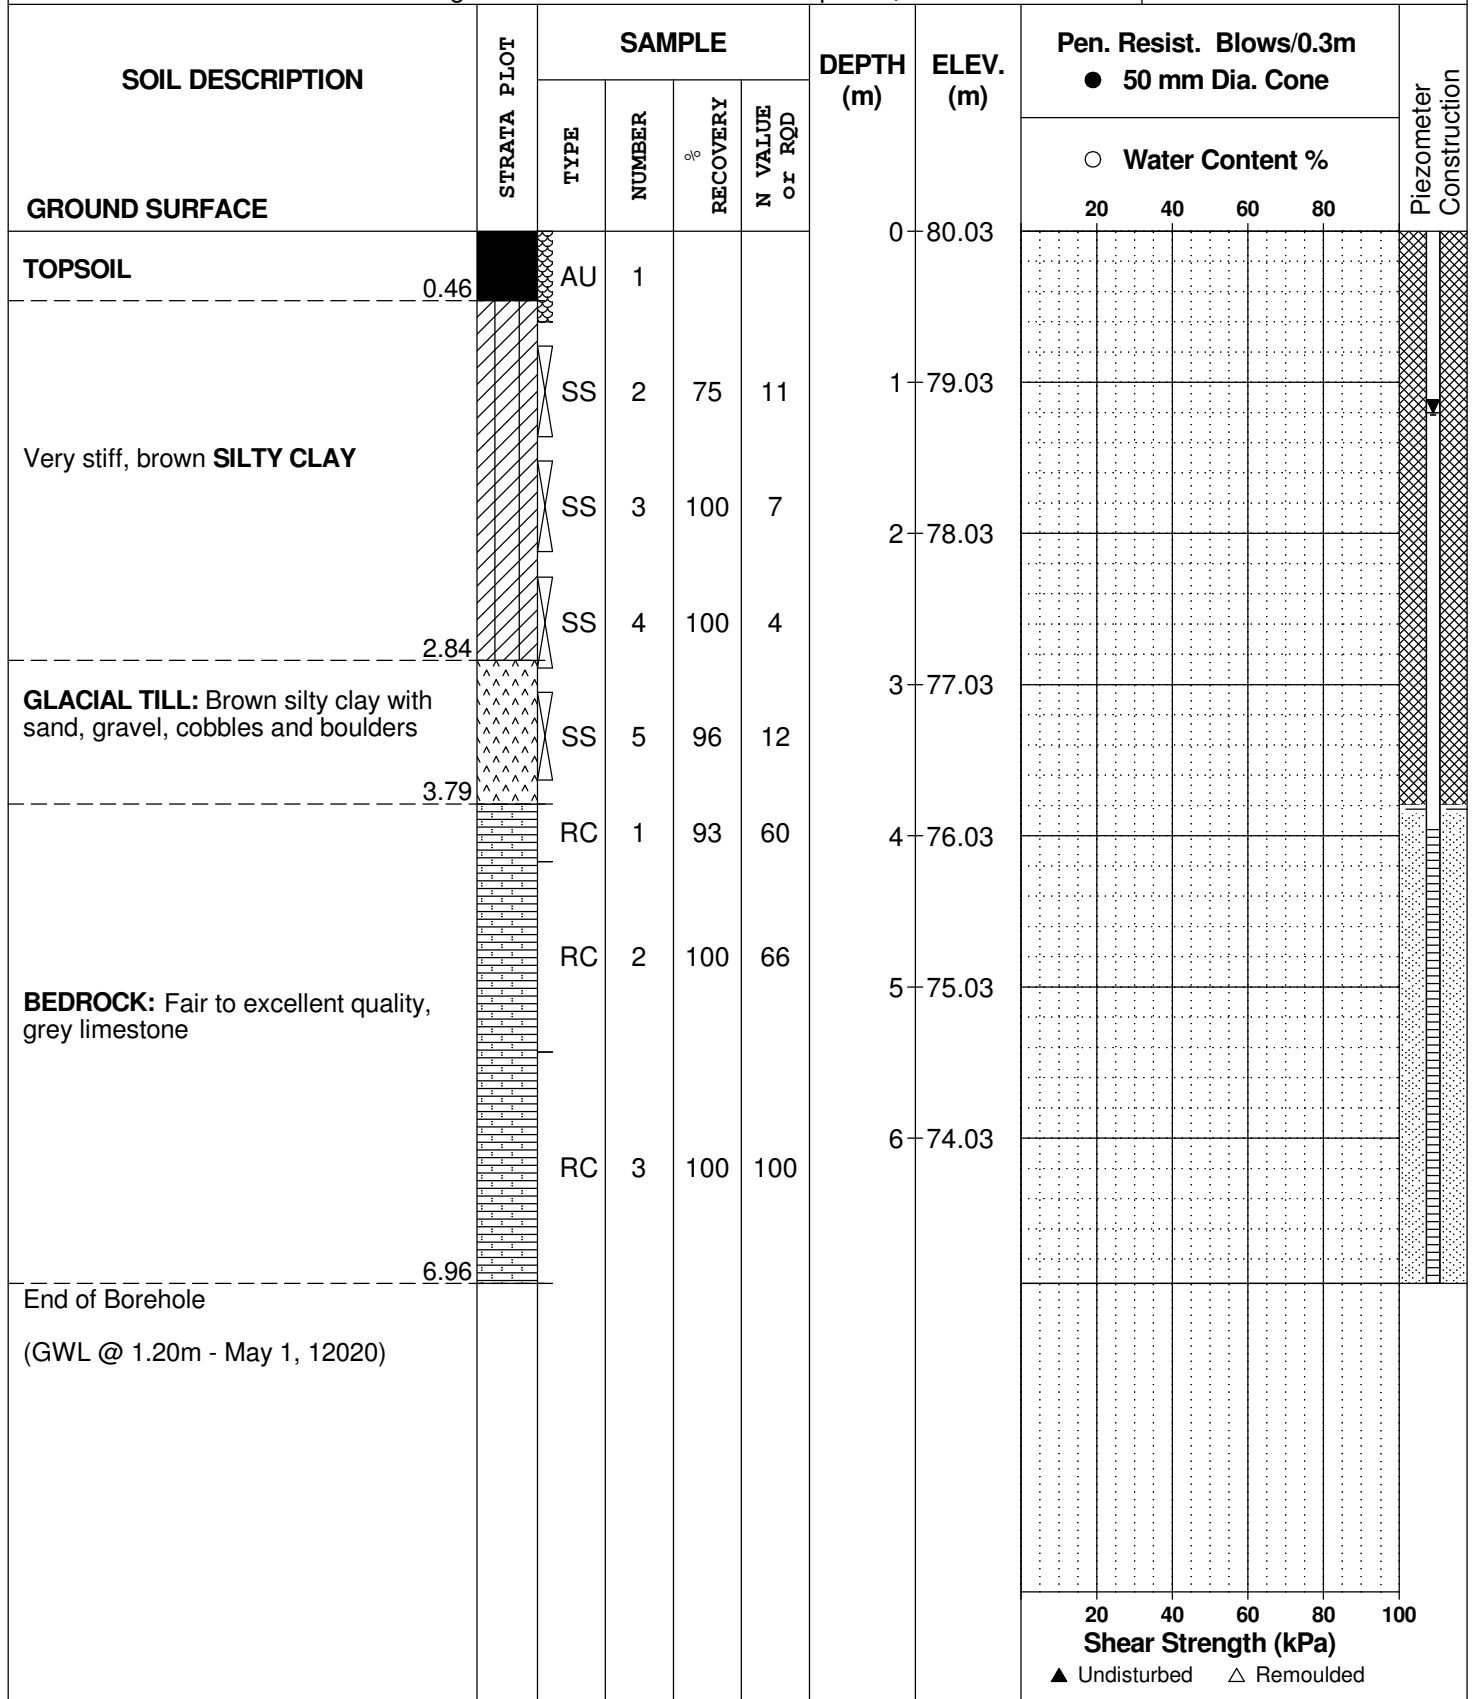 SOIL DESCRIPTION
GROUND SURFACE
STRATA PLOT
SAMPLE
TYPE
NUMBER
% RECOVERY
N VALUE or RQD
DEPTH (m)
ELEV. (m)
Pen. Resist. Blows/0.3m
● 50 mm Dia. Cone
○ Water Content %
20 40 60 80
Piezometer Construction
0 80.03
TOPSOIL
0.46
AU 1
SS 2 75 11
1 79.03
Very stiff, brown SILTY CLAY
SS 3 100 7
2 78.03
SS 4 100 4
2.84
GLACIAL TILL: Brown silty clay with
sand, gravel, cobbles and boulders
3 77.03
SS 5 96 12
3.79
RC 1 93 60
4 76.03
RC 2 100 66
5 75.03
BEDROCK: Fair to excellent quality,
grey limestone
6 74.03
RC 3 100 100
6.96
End of Borehole
(GWL @ 1.20m - May 1, 12020)
20 40 60 80 100
Shear Strength (kPa)
▲ Undisturbed △ Remoulded